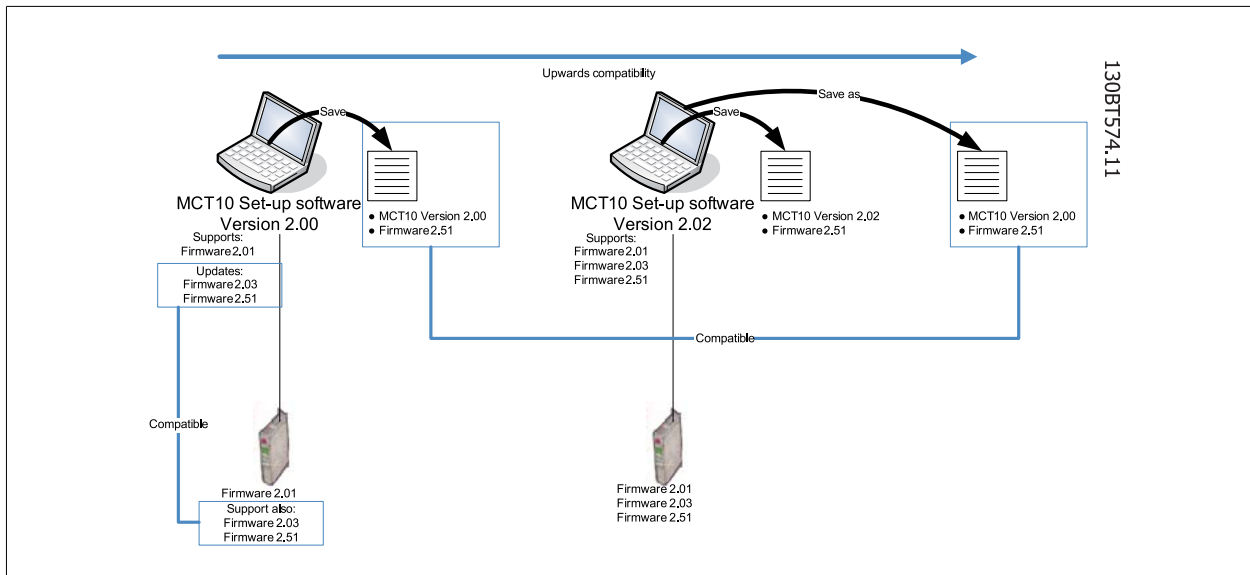 Upwards compatibility
130BT574.11
Save
MCT10 Set-up software
Version 2.00
● MCT10 Version 2.00
● Firmware 2.51
Supports:
Firmware 2.01
Updates:
Firmware 2.03
Firmware 2.51
Compatible
Firmware 2.01
Support also:
Firmware 2.03
Firmware 2.51
Save
Save as
MCT10 Set-up software
Version 2.02
● MCT10 Version 2.02
● Firmware 2.51
● MCT10 Version 2.00
● Firmware 2.51
Supports:
Firmware 2.01
Firmware 2.03
Firmware 2.51
Compatible
Firmware 2.01
Firmware 2.03
Firmware 2.51